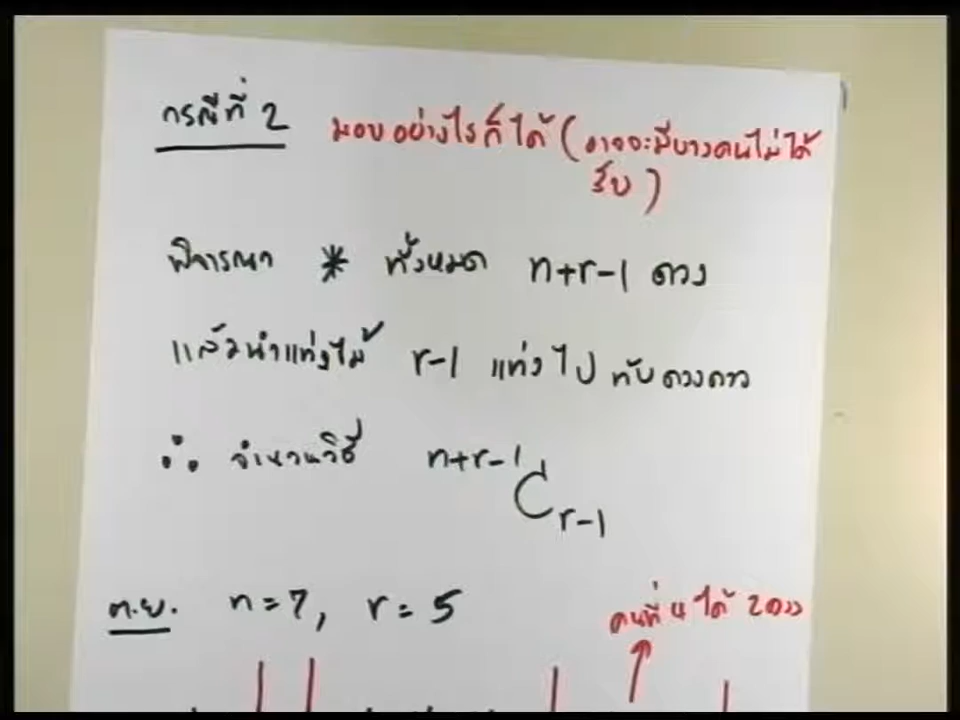 กรณีที่ 2 มอบอย่างไรก็ได้ (อาจจะมีบางคนไม่ได้
รับ)
พิจารณา * ทั้งหมด n+r-1 ดวง
แล้วนำแท่งไม้ r-1 แท่งไป ทับดวงดาว
∴ จำนวนวิธี n+r-1Cr-1
ต.ย. n=7, r=5 คนที่ 4 ได้ 2 ดวง